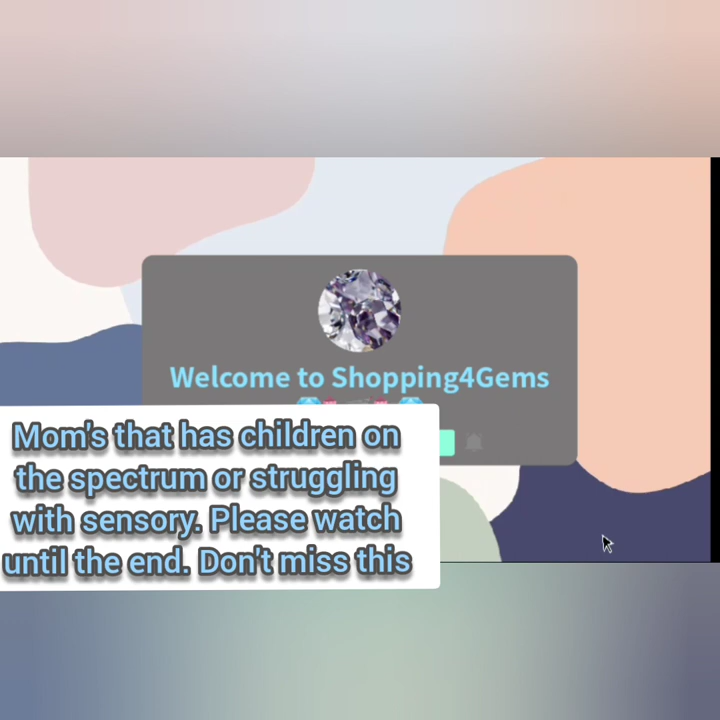 Welcome to Shopping4Gems
Mom's that has children on
the spectrum or struggling
with sensory. Please watch
until the end. Don't miss this